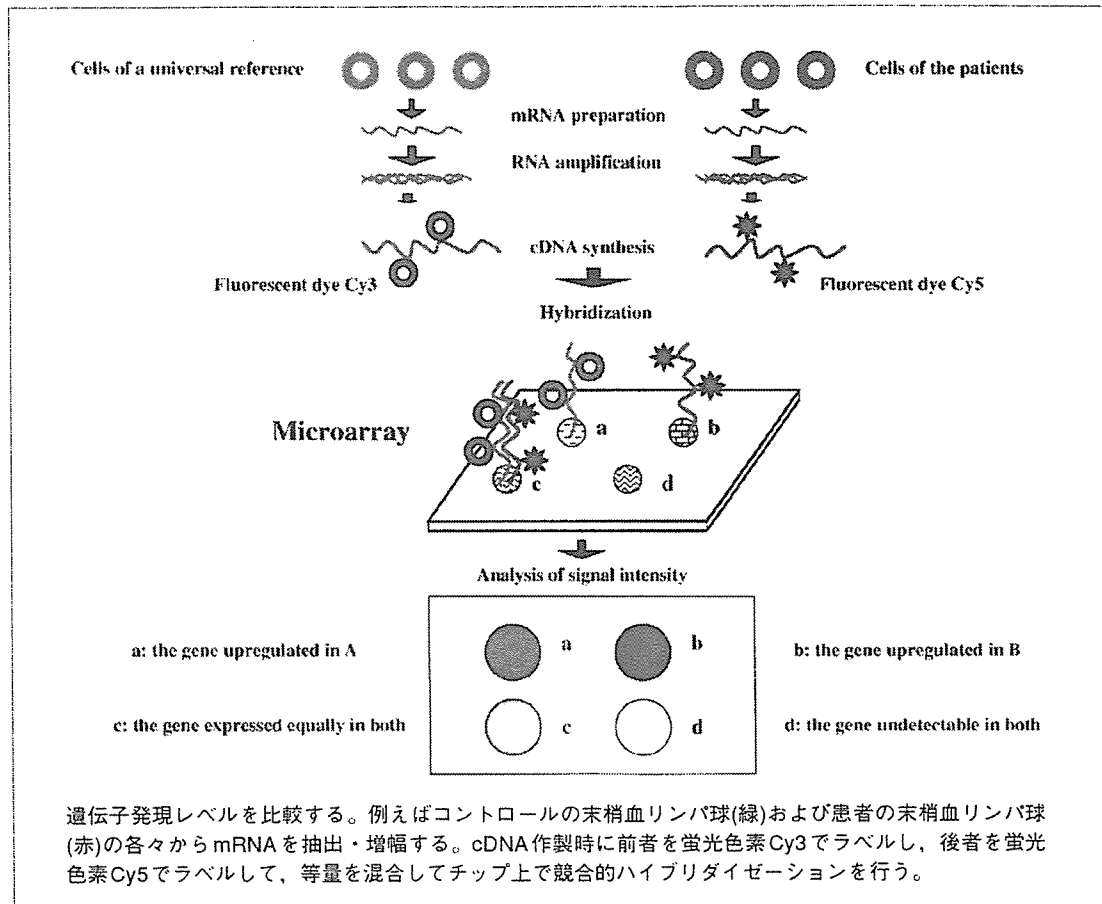 Cells of a universal reference
Cells of the patients
mRNA preparation
RNA amplification
cDNA synthesis
Fluorescent dye Cy3
Fluorescent dye Cy5
Hybridization
Microarray
a
b
c
d
Analysis of signal intensity
a: the gene upregulated in A
a
b
b: the gene upregulated in B
c: the gene expressed equally in both
c
d
d: the gene undetectable in both
遺伝子発現レベルを比較する。例えばコントロールの末梢血リンパ球(緑)および患者の末梢血リンパ球
(赤)の各々からmRNAを抽出・増幅する。cDNA作製時に前者を蛍光色素Cy3でラベルし，後者を蛍光
色素Cy5でラベルして，等量を混合してチップ上で競合的ハイブリダイゼーションを行う。